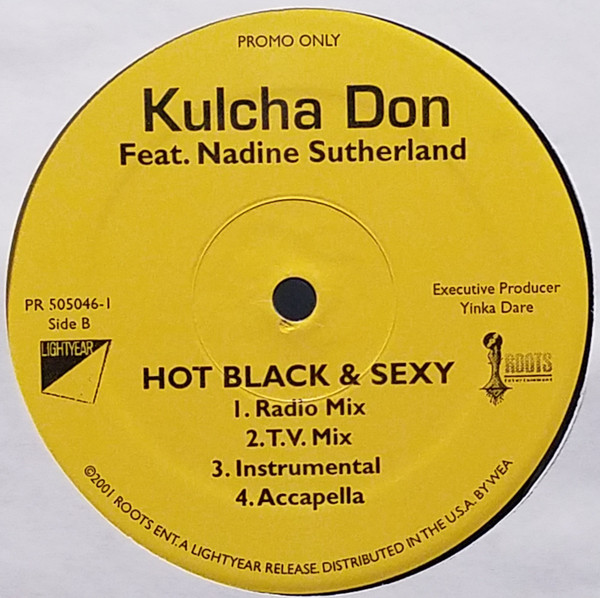 PROMO ONLY
Kulcha Don
Feat. Nadine Sutherland
PR 505046-1
Side B
LIGHTYEAR
Executive Producer
Yinka Dare
ROOTS
Entertainment
HOT BLACK & SEXY
1. Radio Mix
2. T.V. Mix
3. Instrumental
4. Accapella
©2001 ROOTS ENT. A LIGHTYEAR RELEASE. DISTRIBUTED IN THE U.S.A. BY WEA